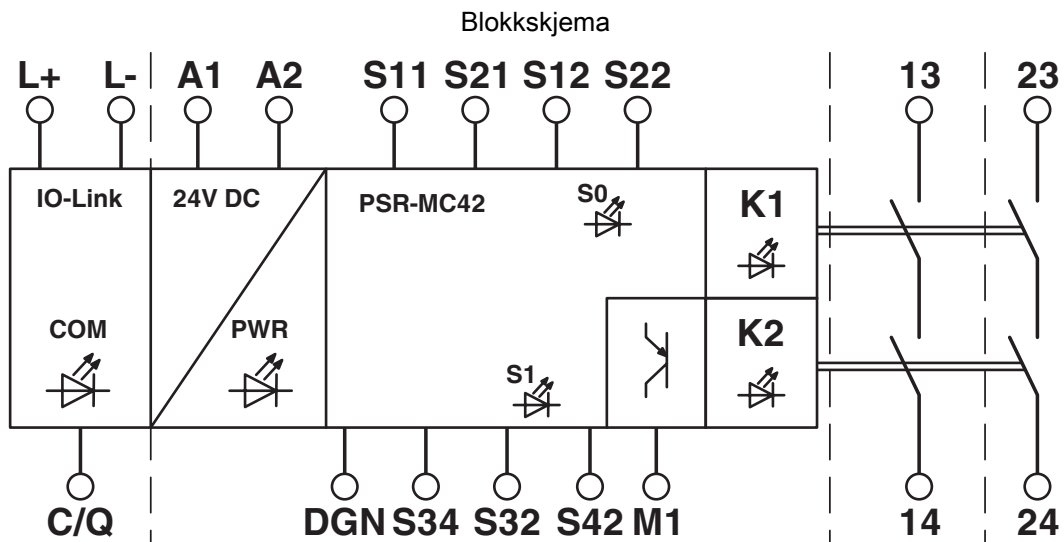 Blokkskjema
L+ L- A1 A2 S11 S21 S12 S22 13 23
IO-Link 24V DC PSR-MC42 S0 K1
COM PWR S1 K2
C/Q DGN S34 S32 S42 M1 14 24